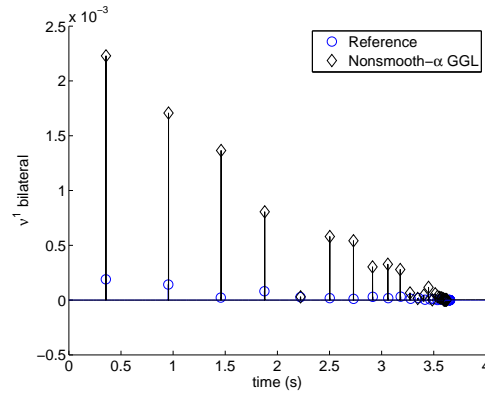 x 10⁻³
2.5
2
1.5
1
0.5
0
−0.5
ν¹ bilateral
0 0.5 1 1.5 2 2.5 3 3.5 4
time (s)
Reference
Nonsmooth−α GGL